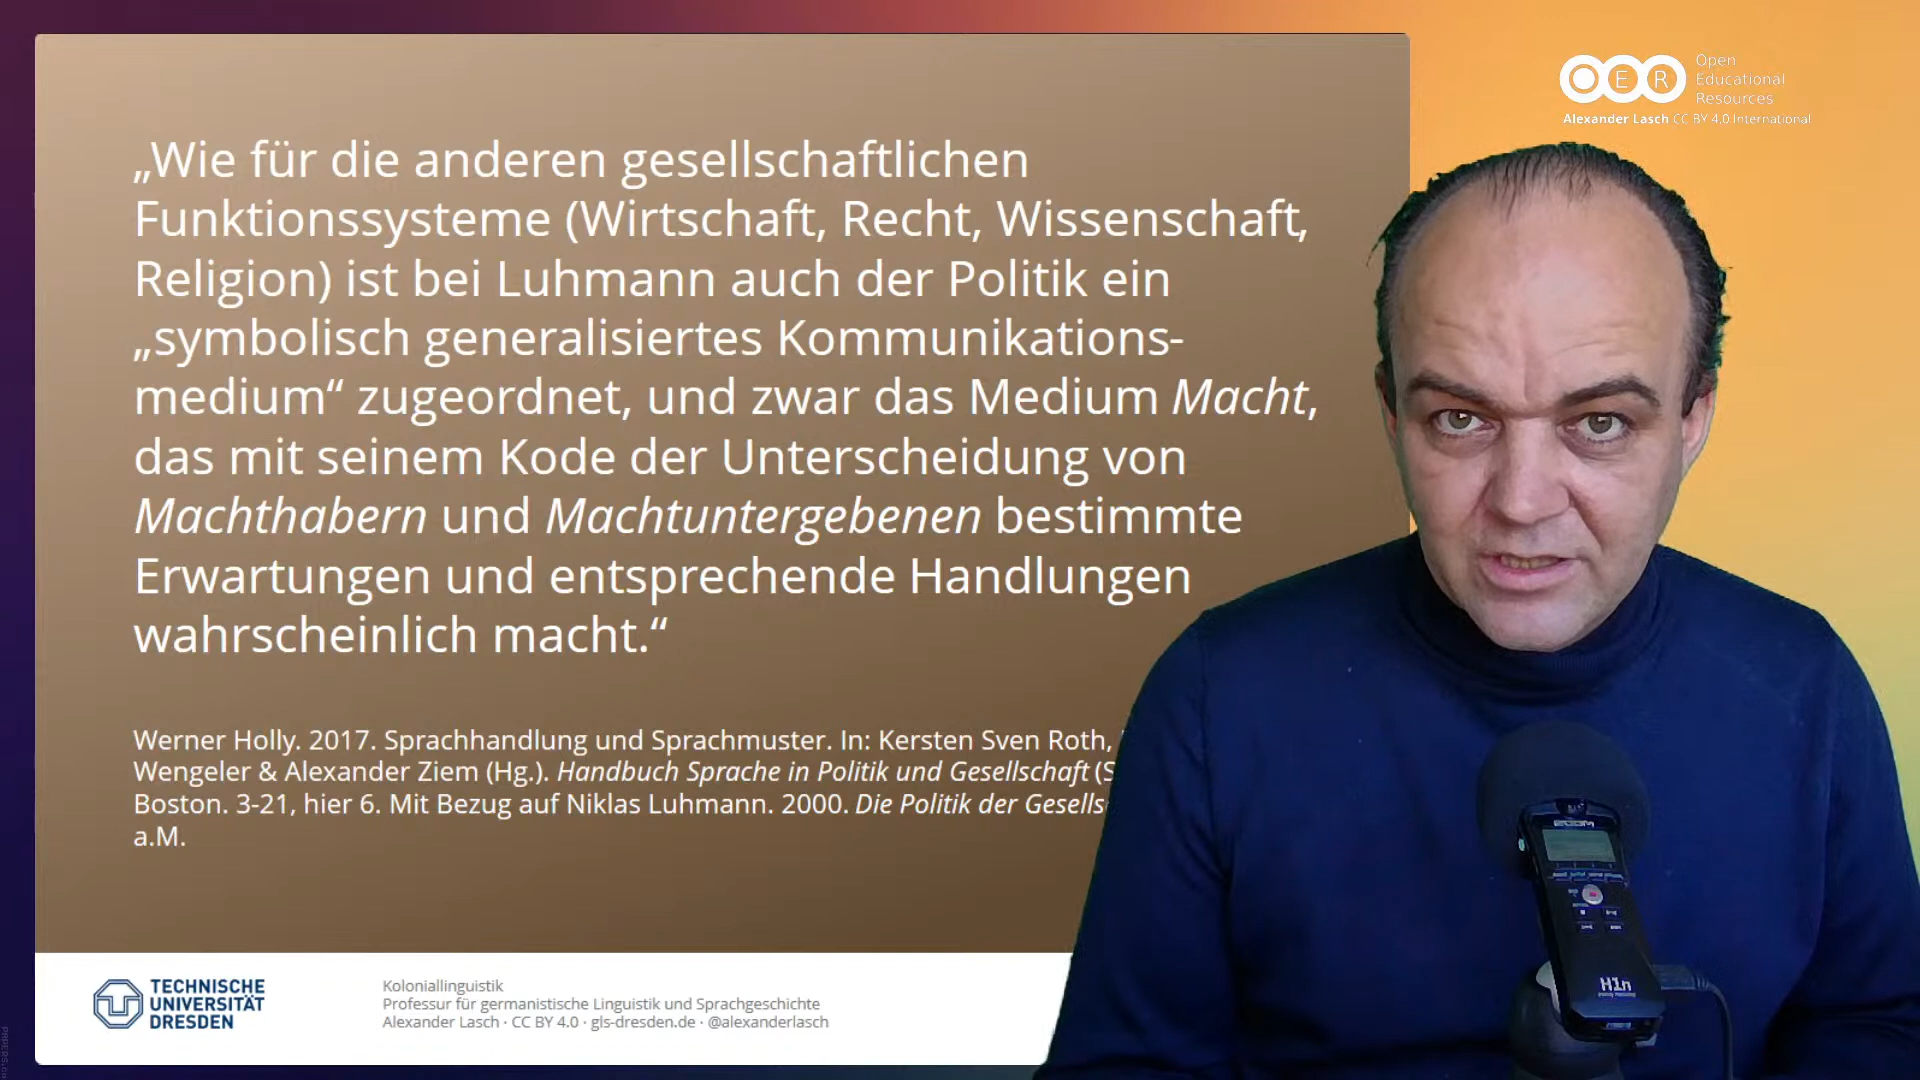 Open
Educational
Resources
OER
Alexander Lasch CC BY 4.0 International
„Wie für die anderen gesellschaftlichen
Funktionssysteme (Wirtschaft, Recht, Wissenschaft,
Religion) ist bei Luhmann auch der Politik ein
„symbolisch generalisiertes Kommunikations-
medium“ zugeordnet, und zwar das Medium Macht,
das mit seinem Kode der Unterscheidung von
Machthabern und Machtuntergebenen bestimmte
Erwartungen und entsprechende Handlungen
wahrscheinlich macht.“
Werner Holly. 2017. Sprachhandlung und Sprachmuster. In: Kersten Sven Roth,
Wengeler & Alexander Ziem (Hg.). Handbuch Sprache in Politik und Gesellschaft
Boston. 3-21, hier 6. Mit Bezug auf Niklas Luhmann. 2000. Die Politik der
a.M.
TECHNISCHE
UNIVERSITÄT
DRESDEN
Koloniallinguistik
Professur für germanistische Linguistik und Sprachgeschichte
Alexander Lasch · CC BY 4.0 · gls-dresden.de · @alexanderlasch
zoom
H1n